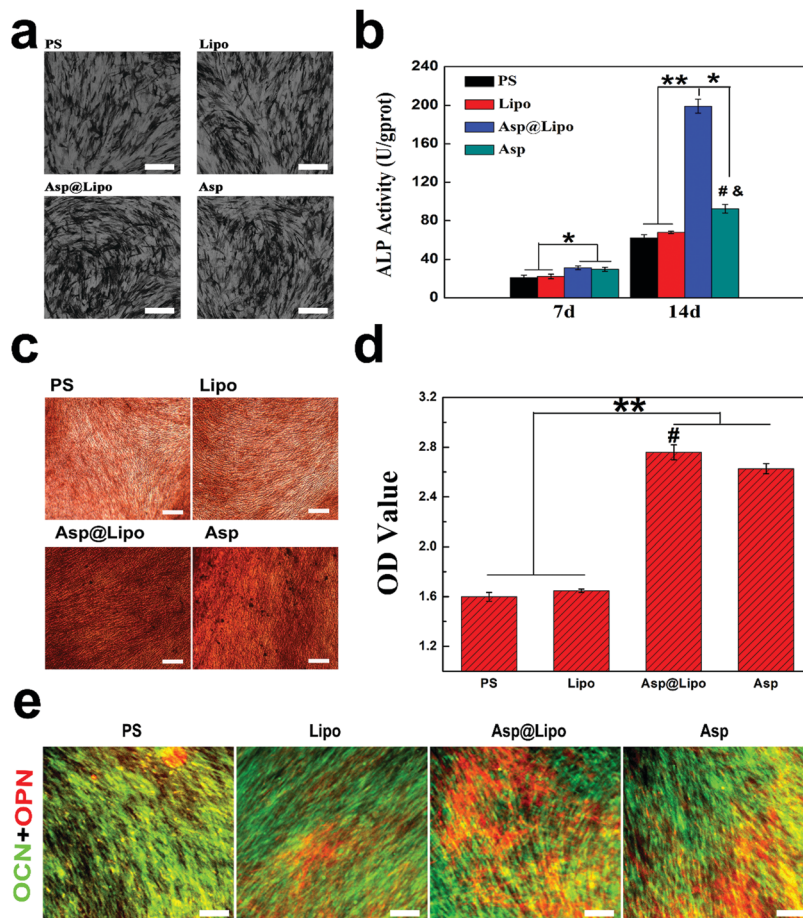 a
PS
Lipo
Asp@Lipo
Asp
b
ALP Activity (U/gprot)
240
200
160
120
80
40
0
PS
Lipo
Asp@Lipo
Asp
** *
# &
*
7d
14d
c
PS
Lipo
Asp@Lipo
Asp
d
OD Value
3.2
2.8
2.4
2.0
1.6
1.2
**
#
PS
Lipo
Asp@Lipo
Asp
e
OCN+OPN
PS
Lipo
Asp@Lipo
Asp